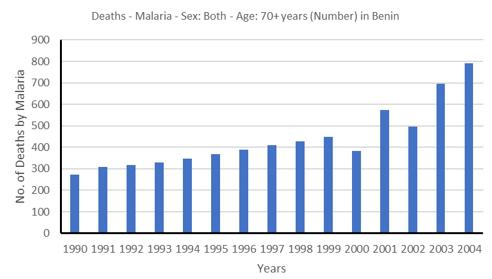 Deaths - Malaria - Sex: Both - Age: 70+ years (Number) in Benin
No. of Deaths by Malaria
900
800
700
600
500
400
300
200
100
0
1990 1991 1992 1993 1994 1995 1996 1997 1998 1999 2000 2001 2002 2003 2004
Years